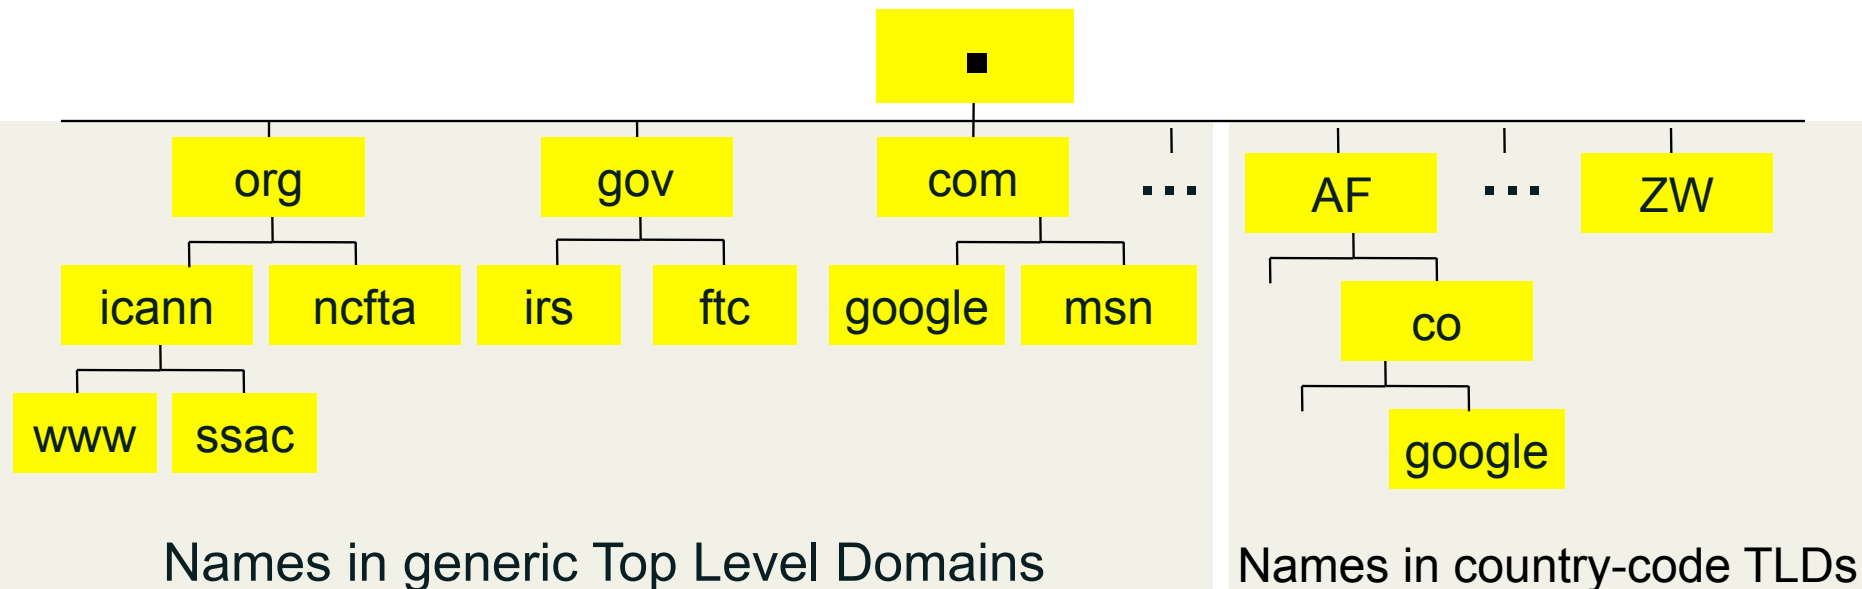 .
org gov com ... AF ... ZW
icann ncfta irs ftc google msn co
www ssac google
Names in generic Top Level Domains Names in country-code TLDs